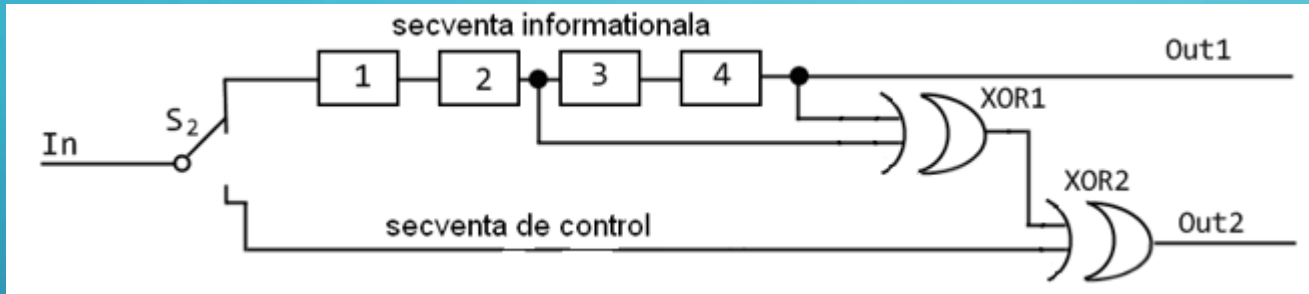 secventa informationala
Out1
1 2 3 4
XOR1
S2
In
XOR2
secventa de control
Out2